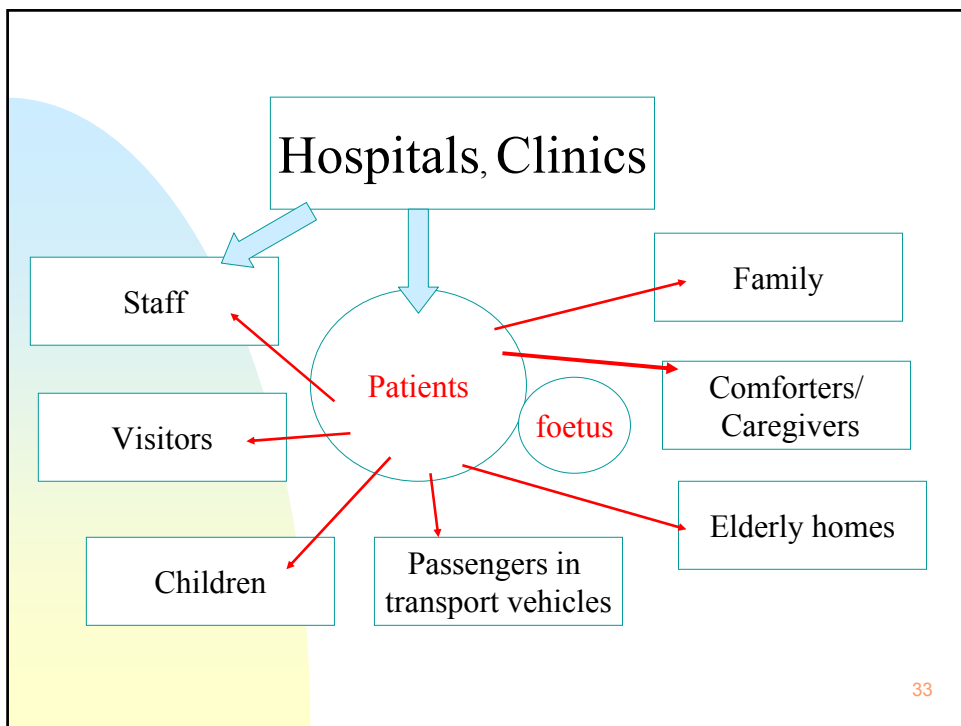 Hospitals, Clinics
Staff
Family
Patients
Comforters/
Caregivers
foetus
Visitors
Elderly homes
Children
Passengers in
transport vehicles
33